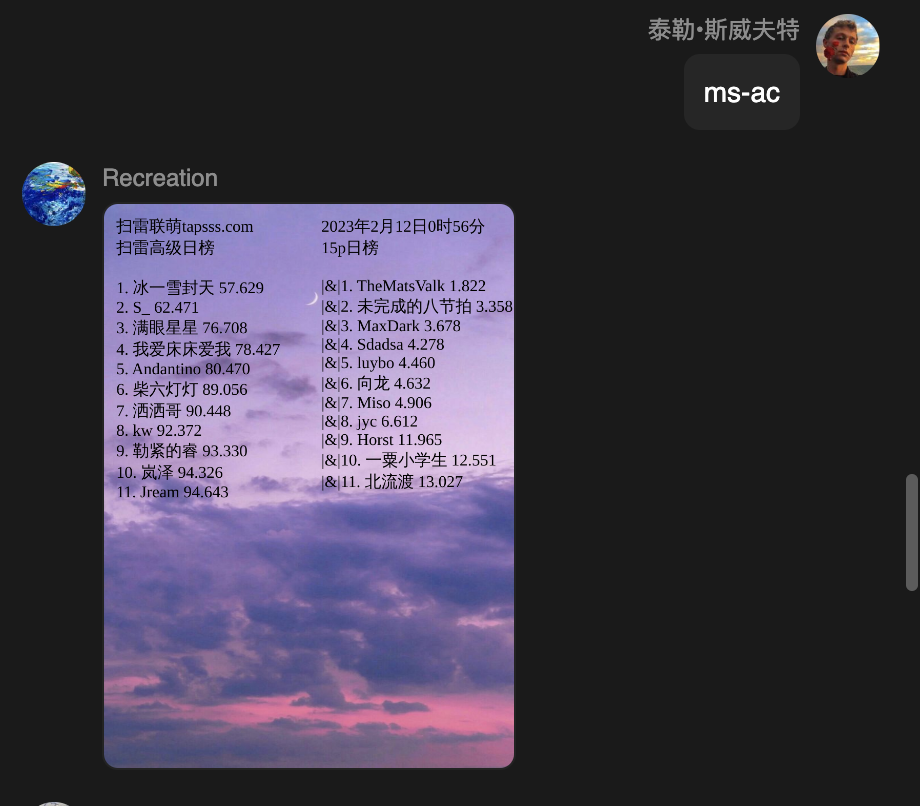 泰勒•斯威夫特
ms-ac
Recreation
扫雷联萌tapsss.com
扫雷高级日榜
1. 冰一雪封天 57.629
2. S_ 62.471
3. 满眼星星 76.708
4. 我爱床床爱我 78.427
5. Andantino 80.470
6. 柴六灯灯 89.056
7. 洒洒哥 90.448
8. kw 92.372
9. 勒紧的睿 93.330
10. 岚泽 94.326
11. Jream 94.643
2023年2月12日0时56分
15p日榜
|&|1. TheMatsValk 1.822
|&|2. 未完成的八节拍 3.358
|&|3. MaxDark 3.678
|&|4. Sdadsa 4.278
|&|5. luybo 4.460
|&|6. 向龙 4.632
|&|7. Miso 4.906
|&|8. jyc 6.612
|&|9. Horst 11.965
|&|10. 一粟小学生 12.551
|&|11. 北流渡 13.027